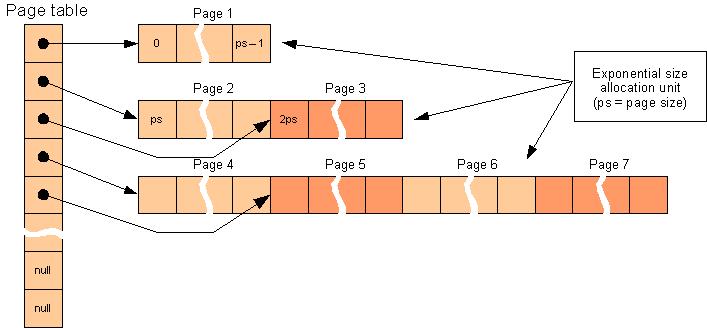 Page table
Page 1
0
ps–1
Page 2
Page 3
ps
2ps
Exponential size
allocation unit
(ps = page size)
Page 4
Page 5
Page 6
Page 7
null
null